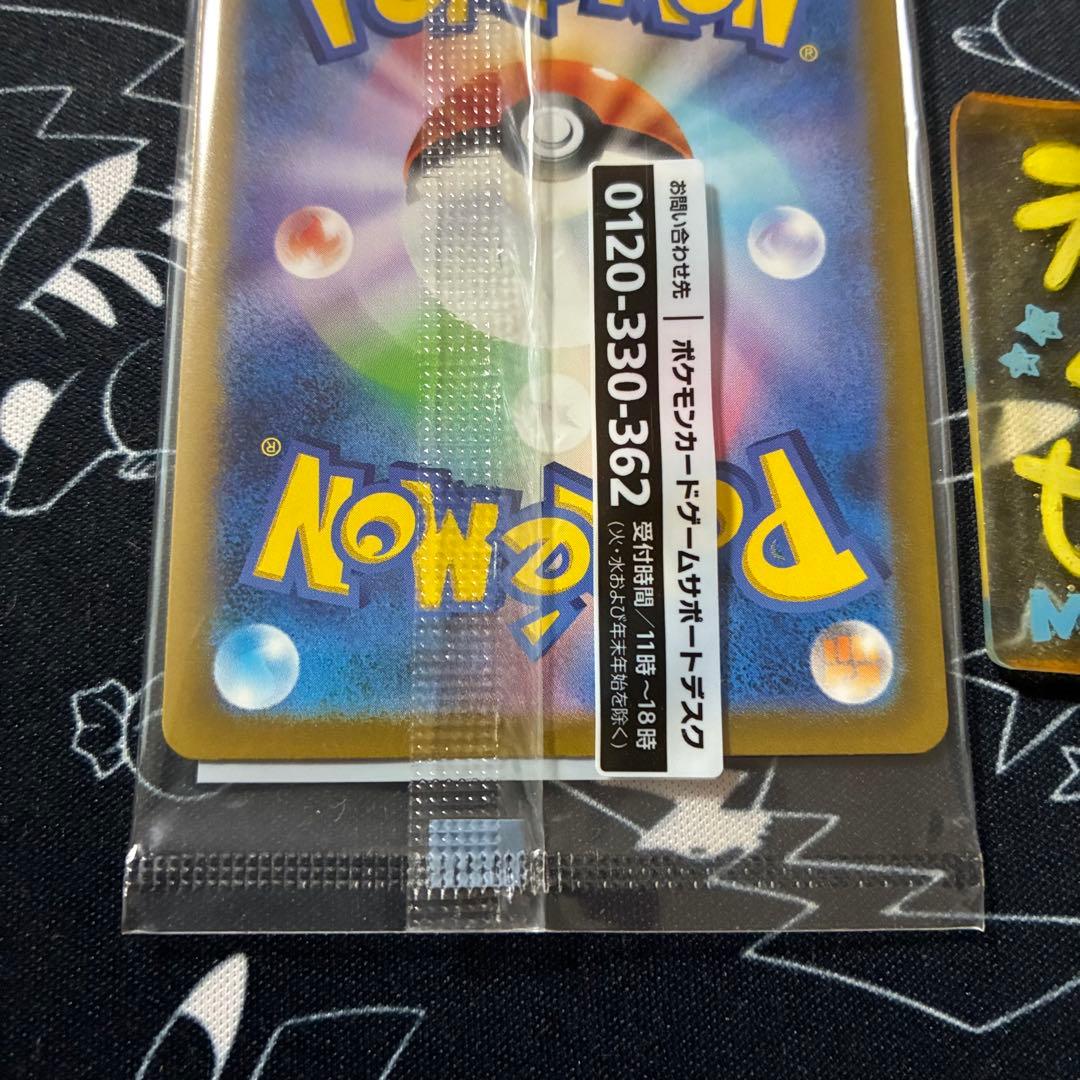 POKÉMON
®
お問い合わせ先｜ポケモンカードゲームサポートデスク
0120-330-362 受付時間／11時～18時
(火・水および年末年始を除く)
®
POKÉMON
M